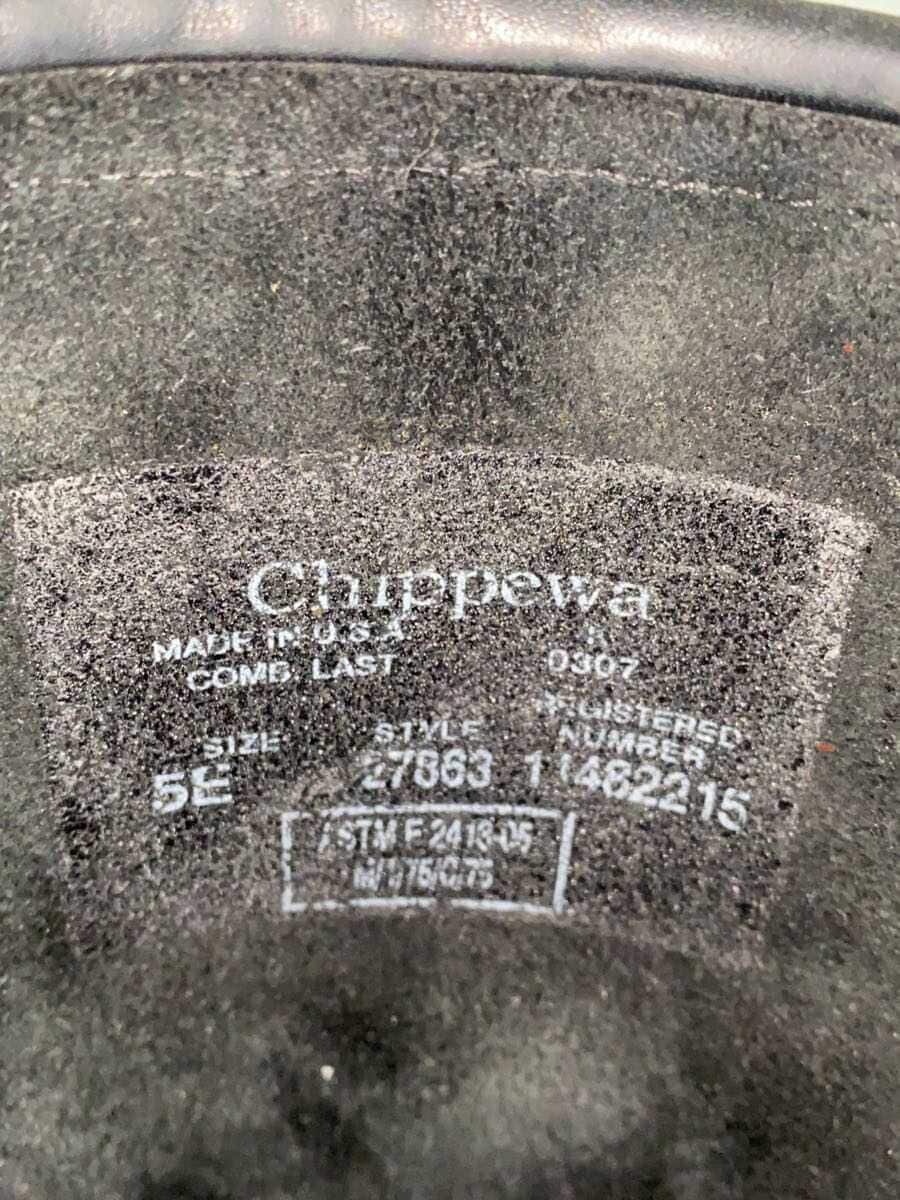 Chippewa
MADE IN U.S.A
COMB LAST
0307
SIZE
STYLE
REGISTERED
NUMBER
5E
27863
11462215
ASTM F 2413-05
M/I/75/C/75